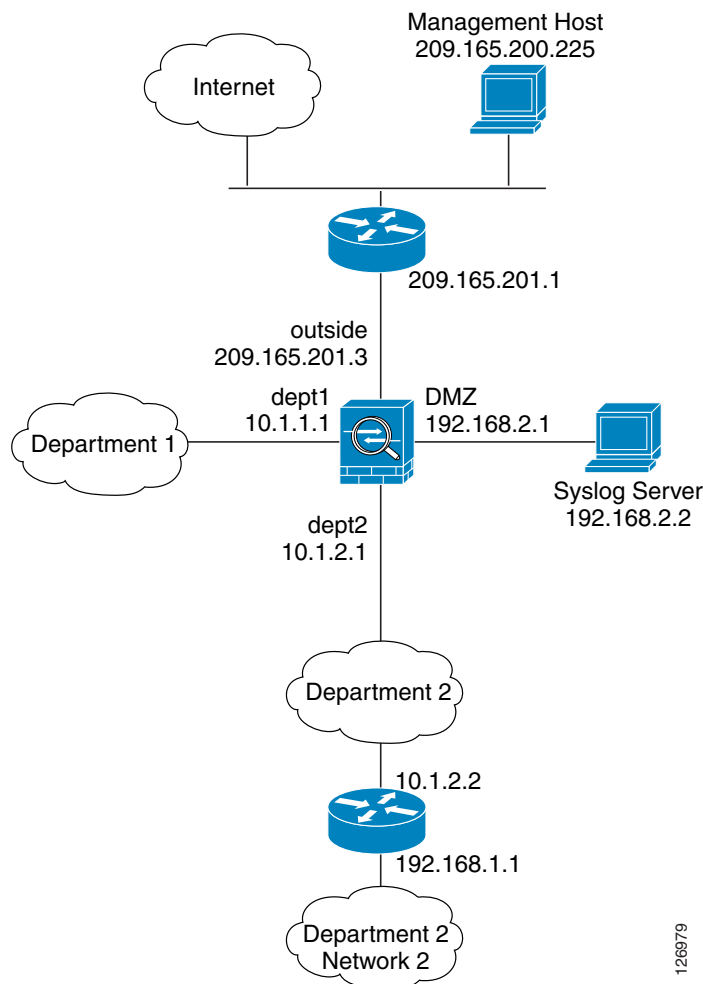 Management Host
209.165.200.225
Internet
209.165.201.1
outside
209.165.201.3
dept1
10.1.1.1
DMZ
192.168.2.1
Department 1
Syslog Server
192.168.2.2
dept2
10.1.2.1
Department 2
10.1.2.2
192.168.1.1
Department 2
Network 2
126979